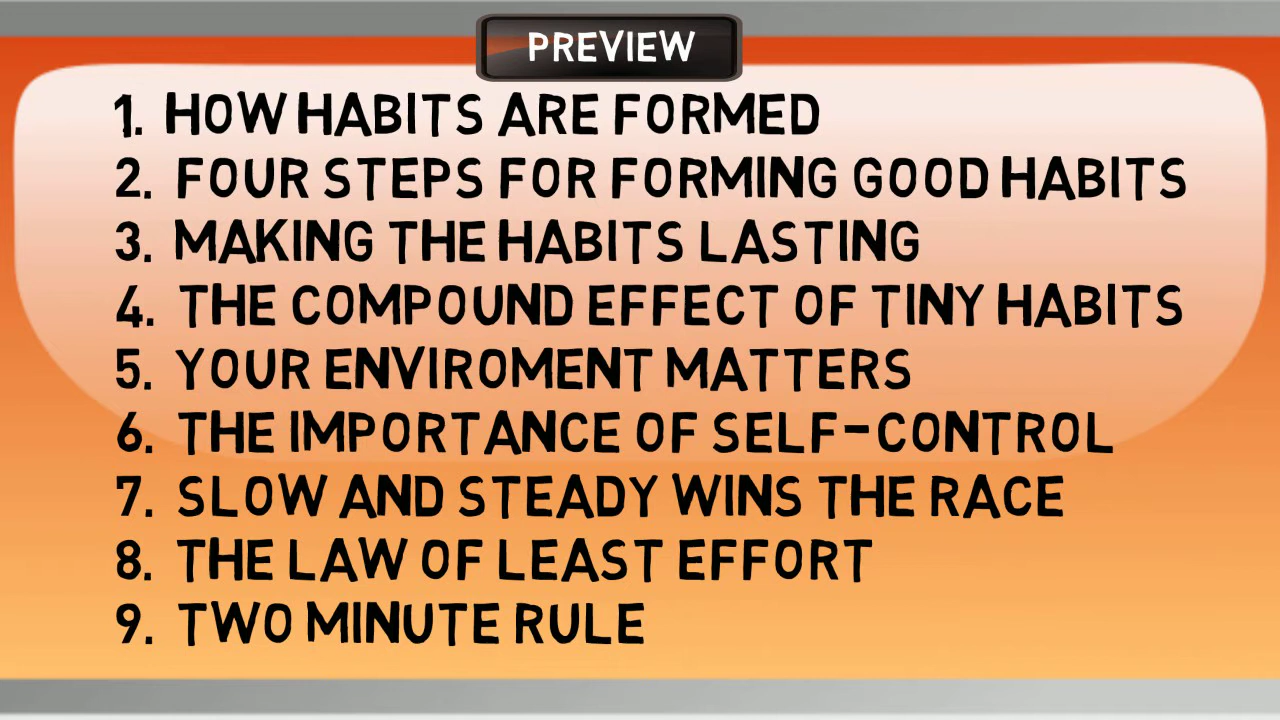 PREVIEW
1. HOW HABITS ARE FORMED
2. FOUR STEPS FOR FORMING GOOD HABITS
3. MAKING THE HABITS LASTING
4. THE COMPOUND EFFECT OF TINY HABITS
5. YOUR ENVIROMENT MATTERS
6. THE IMPORTANCE OF SELF-CONTROL
7. SLOW AND STEADY WINS THE RACE
8. THE LAW OF LEAST EFFORT
9. TWO MINUTE RULE